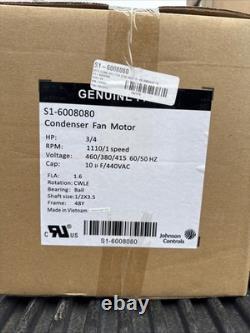 S1-6008080
GENUINE
S1-6008080
Condenser Fan Motor
HP: 3/4
RPM: 1110/1 speed
Voltage: 460/380/415 60/50 HZ
Cap: 10 u F/440VAC
FLA: 1.6
Rotation: CWLE
Bearing: Ball
Shaft size: 1/2X3.5
Frame: 48Y
Made in Vietnam
C RU US
Johnson Controls
S1-6008080